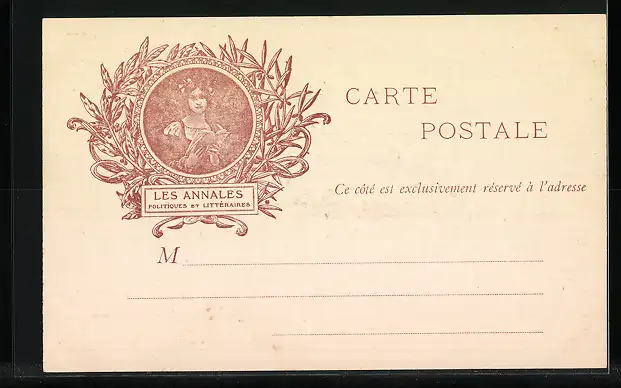 LES ANNALES
POLITIQUES ET LITTÉRAIRES
CARTE
POSTALE
Ce côté est exclusivement réservé à l'adresse
M